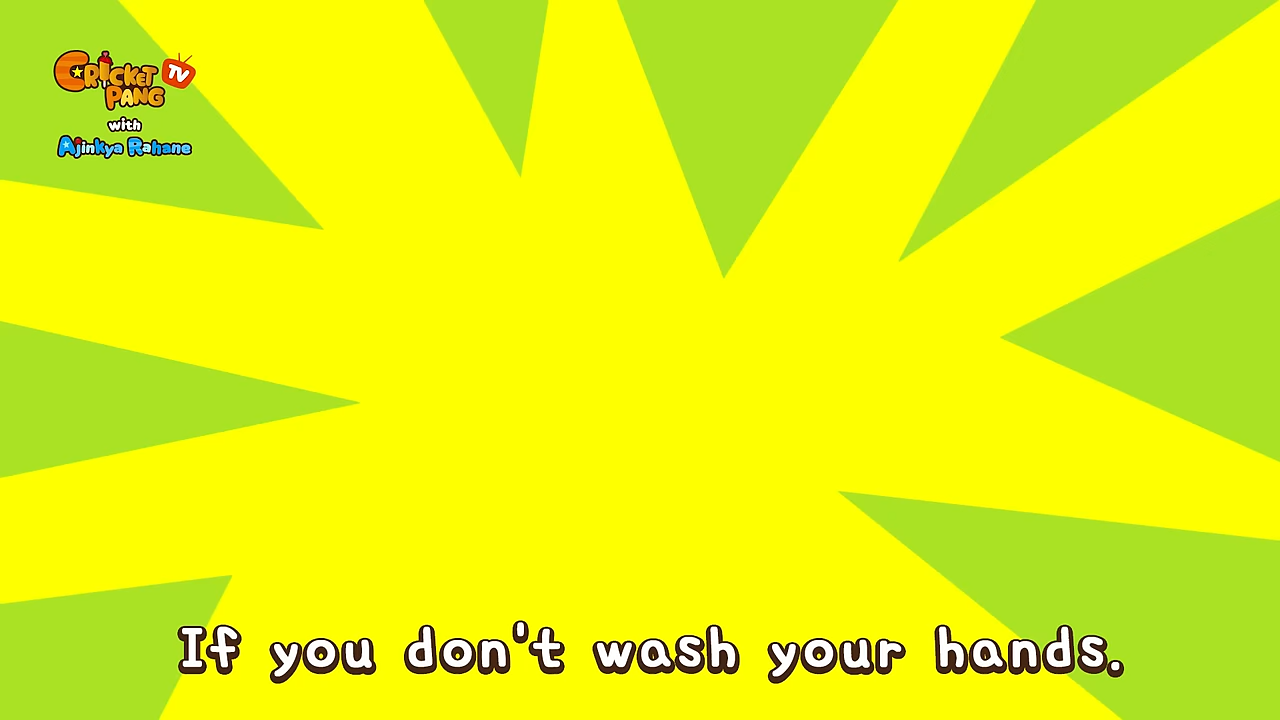 CRICKET TV
PANG
with
Ajinkya Rahane
If you don't wash your hands.